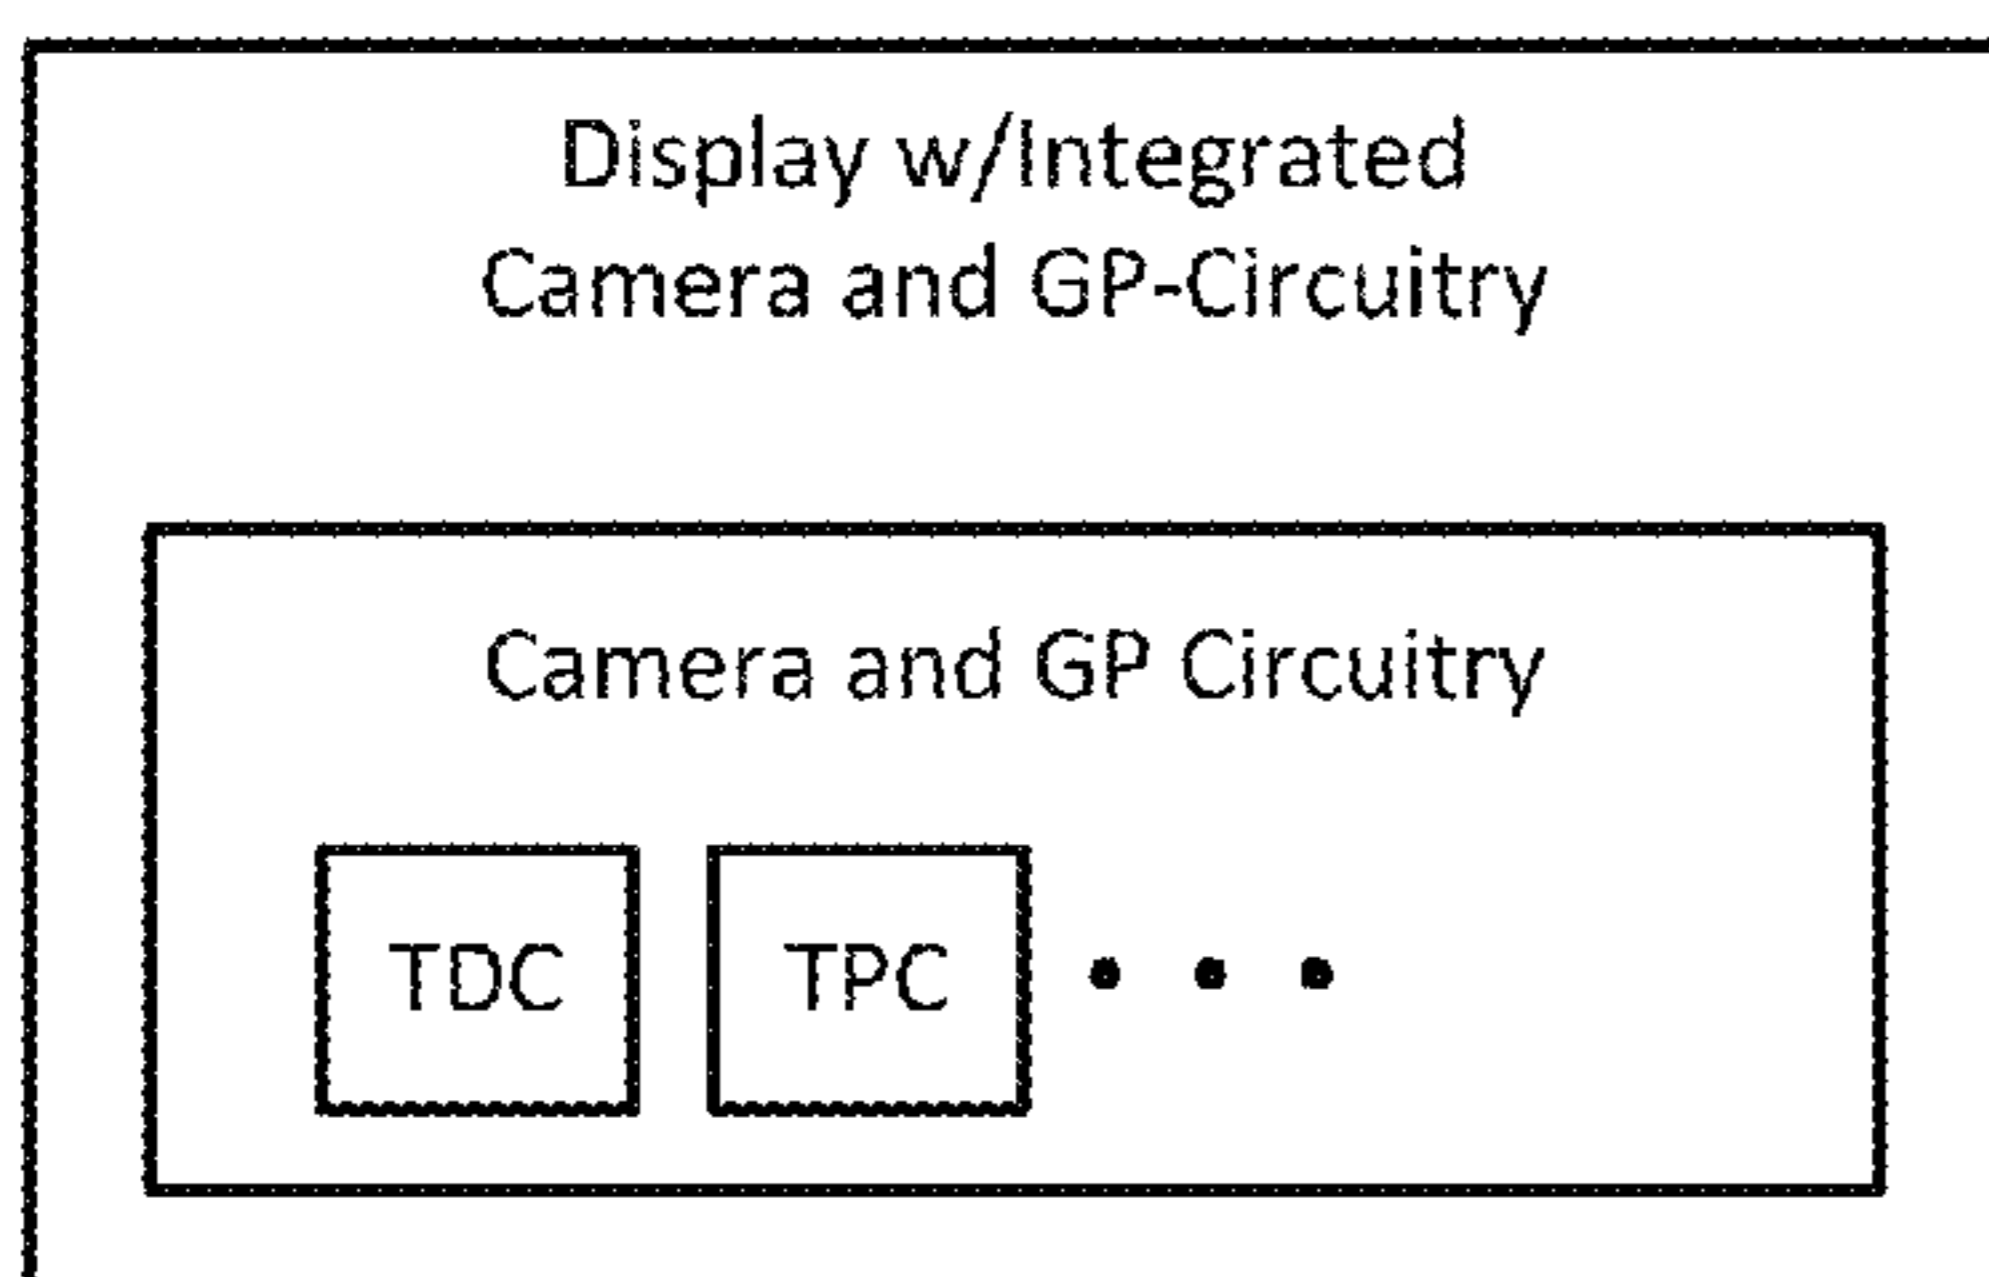 Display w/Integrated
Camera and GP-Circuitry
Camera and GP Circuitry
TDC TPC • • •